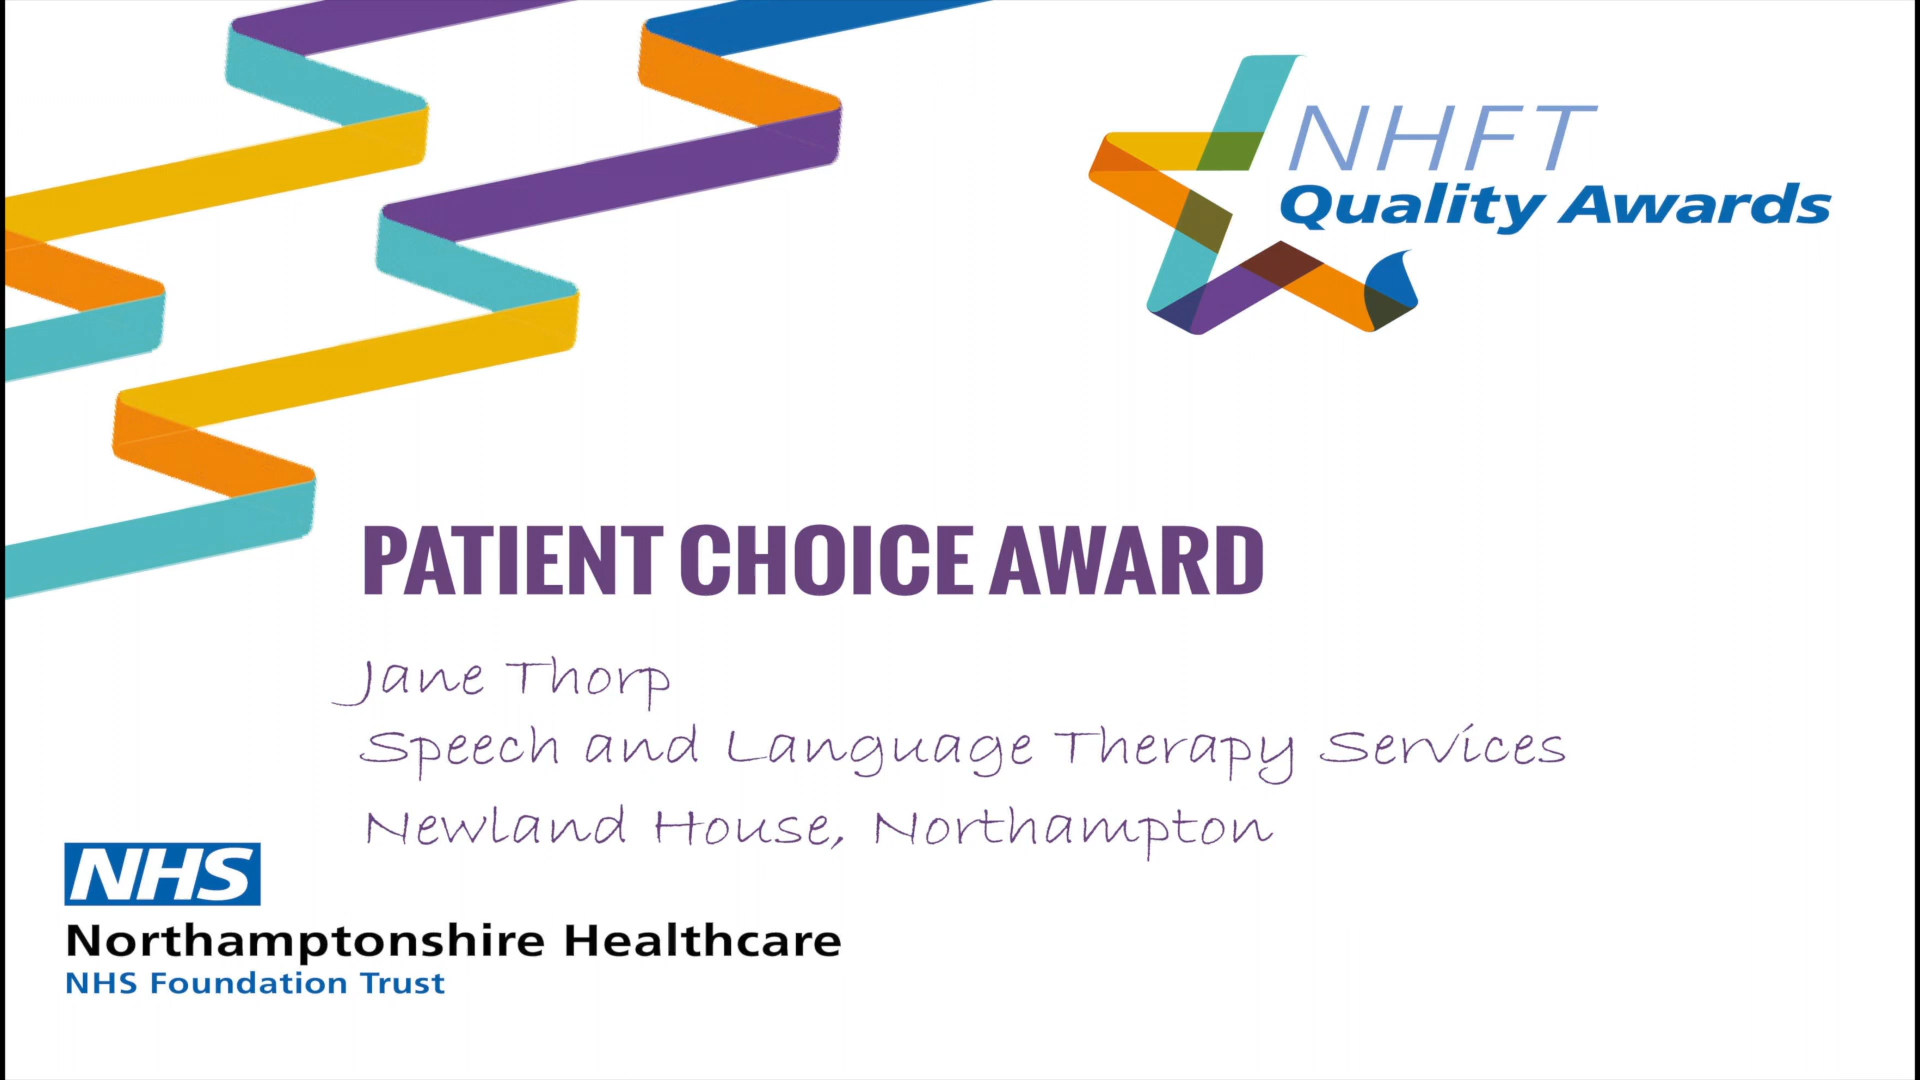 NHFT
Quality Awards
PATIENT CHOICE AWARD
Jane Thorp
Speech and Language Therapy Services
Newland House, Northampton
NHS
Northamptonshire Healthcare
NHS Foundation Trust